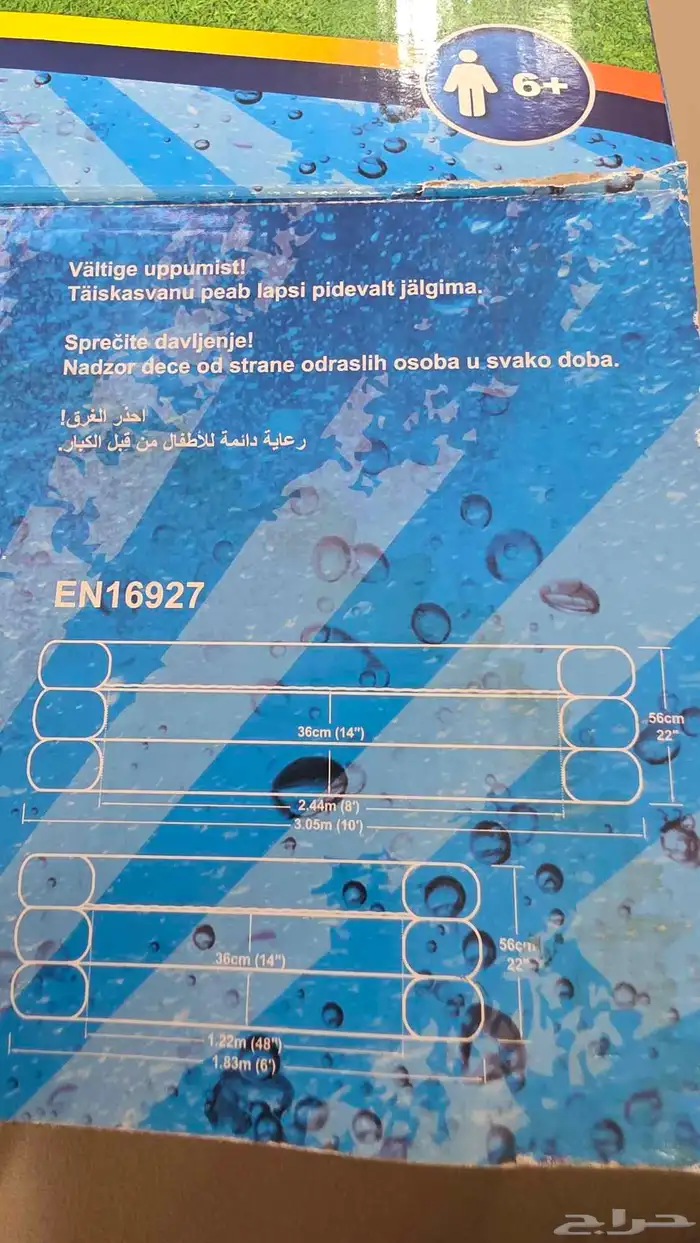 6+
Vältige uppumist!
Täiskasvanu peab lapsi pidevalt jälgima.
Sprečite davljenje!
Nadzor dece od strane odraslih osoba u svako doba.
احذر الغرق!
رعاية دائمة للأطفال من قبل الكبار.
EN16927
36cm (14")
56cm
22"
2.44m (8')
3.05m (10')
36cm (14")
56cm
22"
1.22m (48")
1.83m (6')
حراج